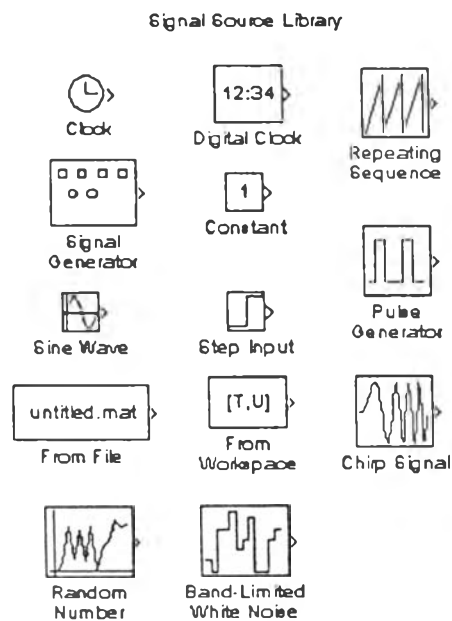 Signal Source Library
12:34
Clock
Digital Clock
Repeating
Sequence
1
Signal
Generator
Constant
Pulse
Generator
Sine Wave
Step Input
untitled.mat
[T,U]
From File
From
Workspace
Chirp Signal
Random
Number
Band-Limited
White Noise